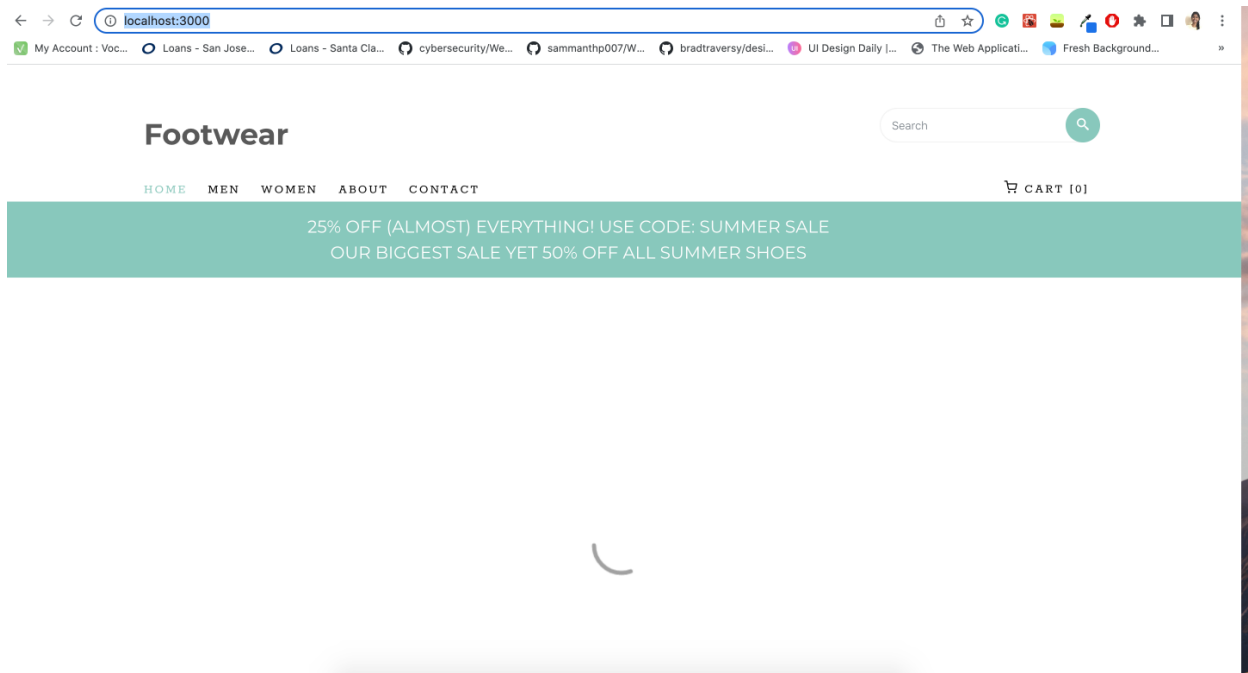 localhost:3000
My Account : Voc... Loans - San Jose... Loans - Santa Cla... cybersecurity/We... sammanthp007/W... bradtraversy/desi... UI UI Design Daily |... The Web Applicati... Fresh Background... »
Footwear
Search
HOME MEN WOMEN ABOUT CONTACT CART [0]
25% OFF (ALMOST) EVERYTHING! USE CODE: SUMMER SALE
OUR BIGGEST SALE YET 50% OFF ALL SUMMER SHOES